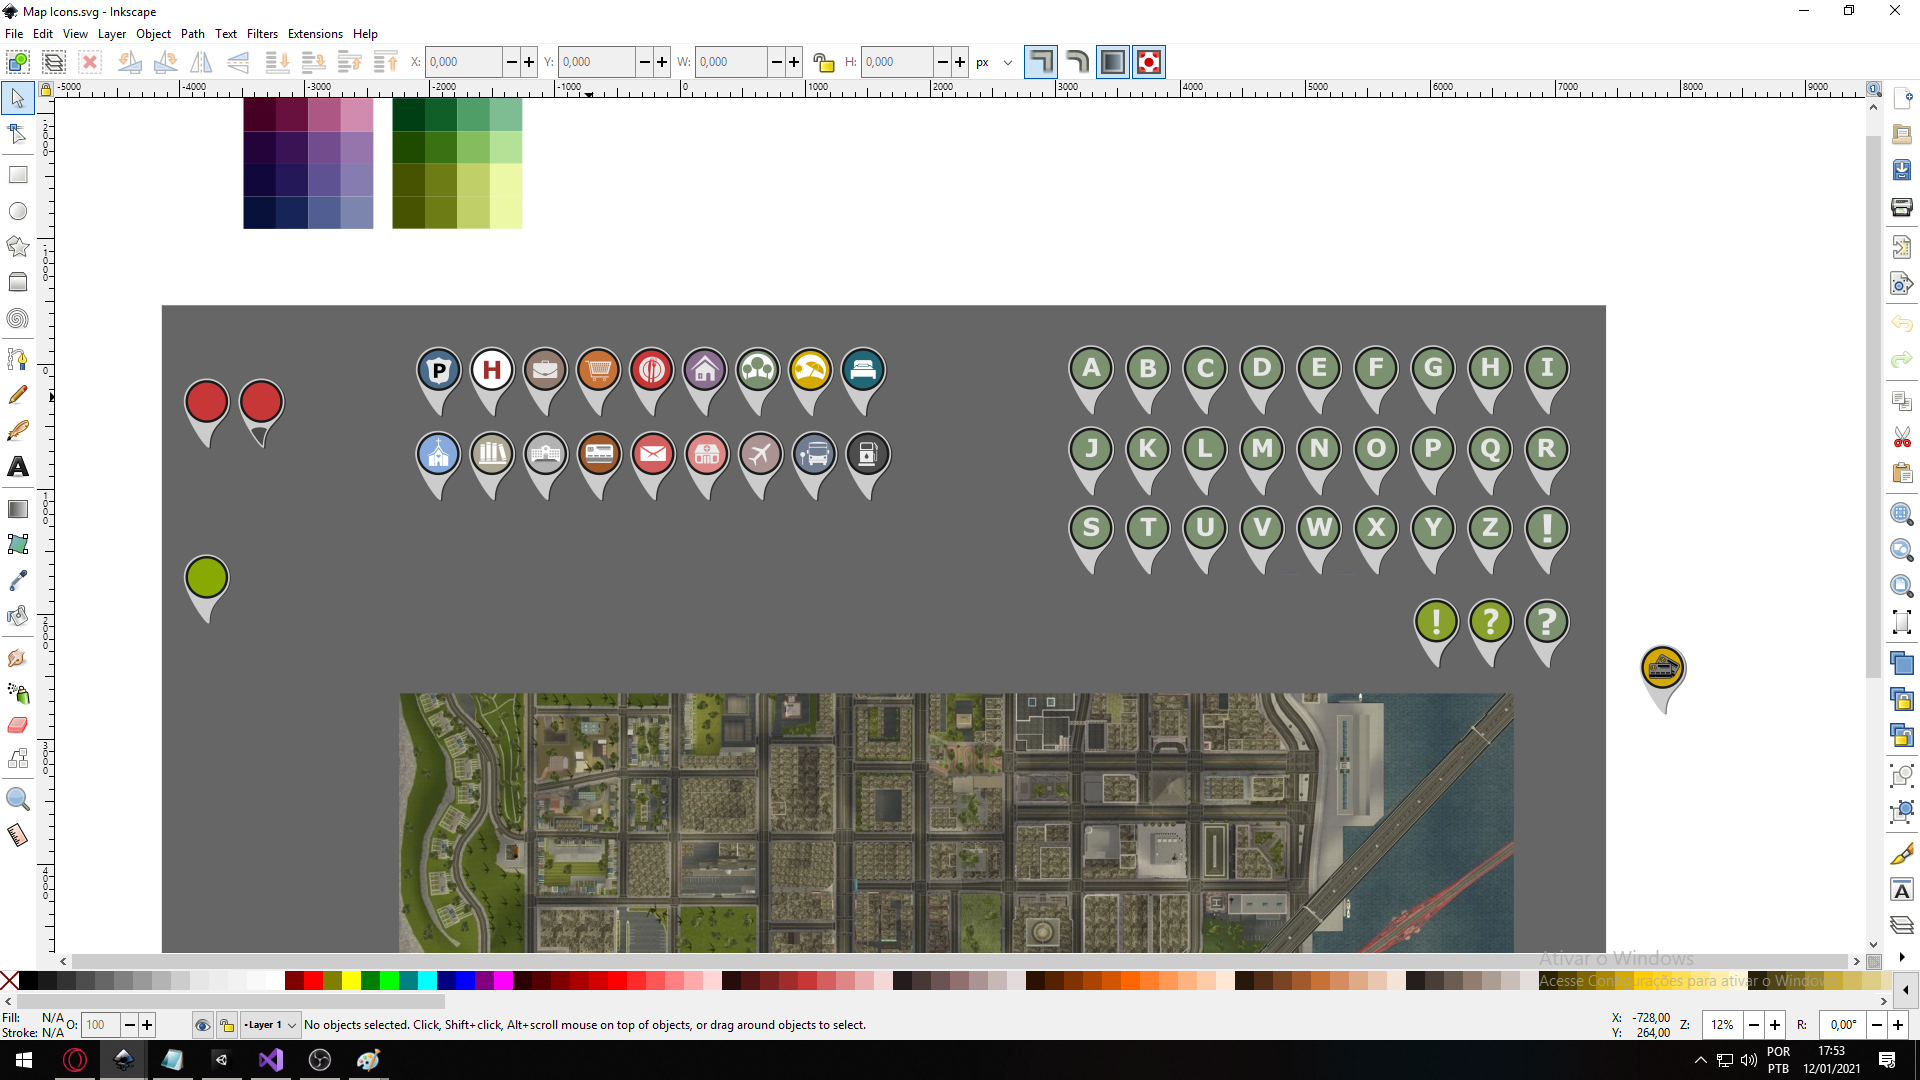 Map Icons.svg - Inkscape
File Edit View Layer Object Path Text Filters Extensions Help
X: 0,000 Y: 0,000 W: 0,000 H: 0,000 px
-5000 -4000 -3000 -2000 -1000 0 1000 2000 3000 4000 5000 6000 7000 8000 9000
P H
A B C D E F G H I
J K L M N O P Q R
S T U V W X Y Z !
! ? ?
Ativar o Windows
Acesse Configurações para ativar o Windows.
Fill: N/A O: 100 Layer 1 No objects selected. Click, Shift+click, Alt+scroll mouse on top of objects, or drag around objects to select. X: -728,00 Z: 12% R: 0,00°
Stroke: N/A Y: 264,00
POR 17:53
PTB 12/01/2021